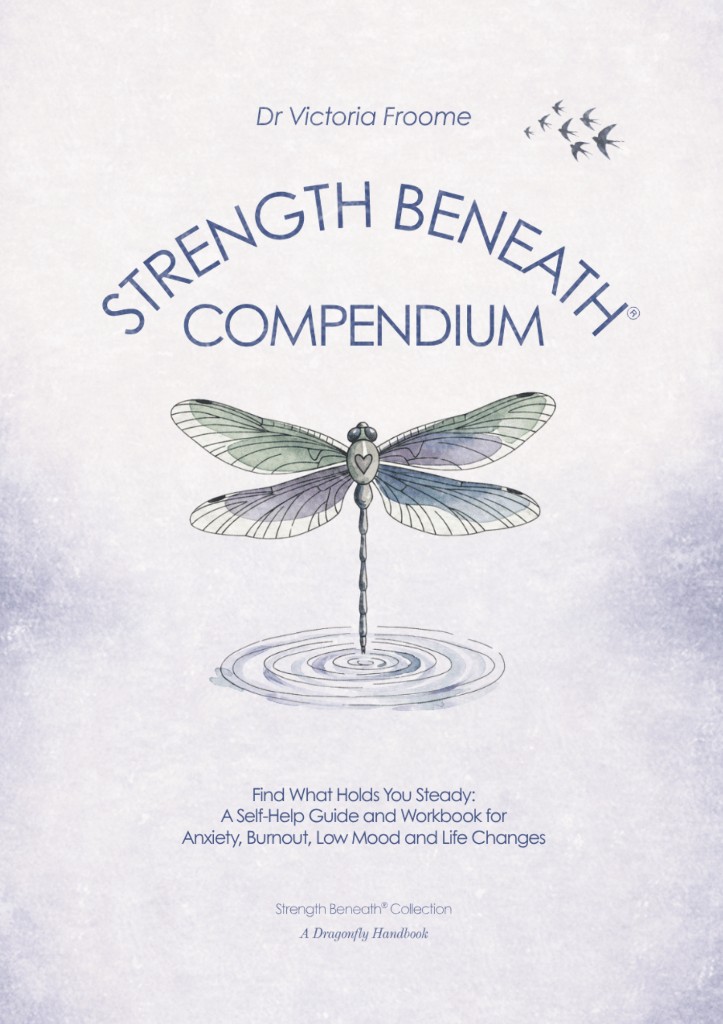 Dr Victoria Froome
STRENGTH BENEATH®
COMPENDIUM
Find What Holds You Steady:
A Self-Help Guide and Workbook for
Anxiety, Burnout, Low Mood and Life Changes
Strength Beneath® Collection
A Dragonfly Handbook